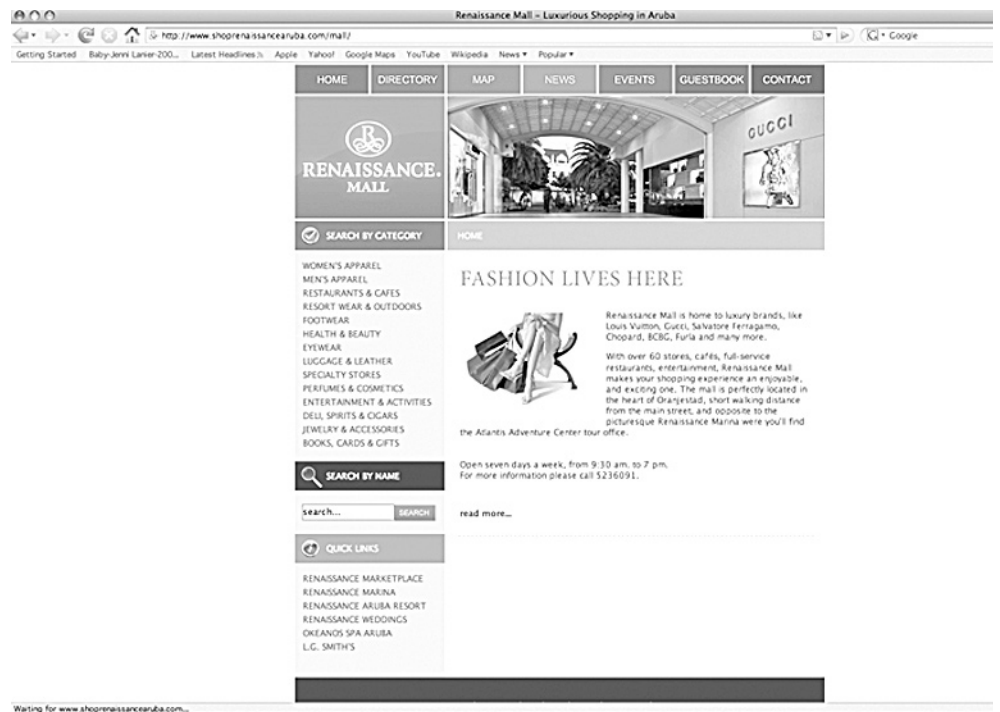 Renaissance Mall – Luxurious Shopping in Aruba
http://www.shoprenaissancearuba.com/mall/
Google
Getting Started Baby-Jenni Lanier-200... Latest Headlines Apple Yahoo! Google Maps YouTube Wikipedia News Popular
HOME DIRECTORY MAP NEWS EVENTS GUESTBOOK CONTACT
R
RENAISSANCE.
MALL
GUCCI
SEARCH BY CATEGORY
WOMEN'S APPAREL
MEN'S APPAREL
RESTAURANTS & CAFES
RESORT WEAR & OUTDOORS
FOOTWEAR
HEALTH & BEAUTY
EYEWEAR
LUGGAGE & LEATHER
SPECIALTY STORES
PERFUMES & COSMETICS
ENTERTAINMENT & ACTIVITIES
DELI, SPIRITS & CIGARS
JEWELRY & ACCESSORIES
BOOKS, CARDS & GIFTS
SEARCH BY NAME
search... SEARCH
QUICK LINKS
RENAISSANCE MARKETPLACE
RENAISSANCE MARINA
RENAISSANCE ARUBA RESORT
RENAISSANCE WEDDINGS
OKEANOS SPA ARUBA
L.G. SMITH'S
HOME
FASHION LIVES HERE
Renaissance Mall is home to luxury brands, like
Louis Vuitton, Gucci, Salvatore Ferragamo,
Chopard, BCBG, Furla and many more.
With over 60 stores, cafés, full-service
restaurants, entertainment, Renaissance Mall
makes your shopping experience an enjoyable,
and exciting one. The mall is perfectly located in
the heart of Oranjestad, short walking distance
from the main street, and opposite to the
picturesque Renaissance Marina were you'll find
the Atlantis Adventure Center tour office.
Open seven days a week, from 9:30 am. to 7 pm.
For more information please call 5236091.
read more...
Waiting for www.shoprenaissancearuba.com...